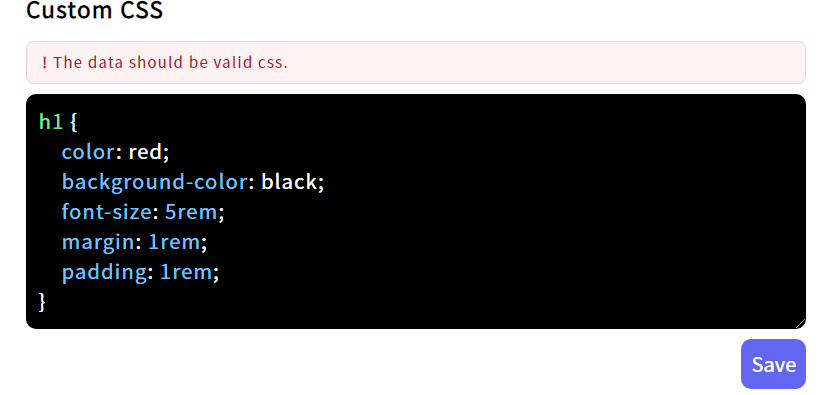 Custom CSS
! The data should be valid css.
h1 {
    color: red;
    background-color: black;
    font-size: 5rem;
    margin: 1rem;
    padding: 1rem;
}
Save